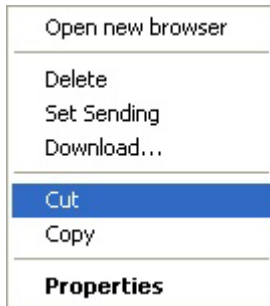 Open new browser
Delete
Set Sending
Download...
Cut
Copy
Properties